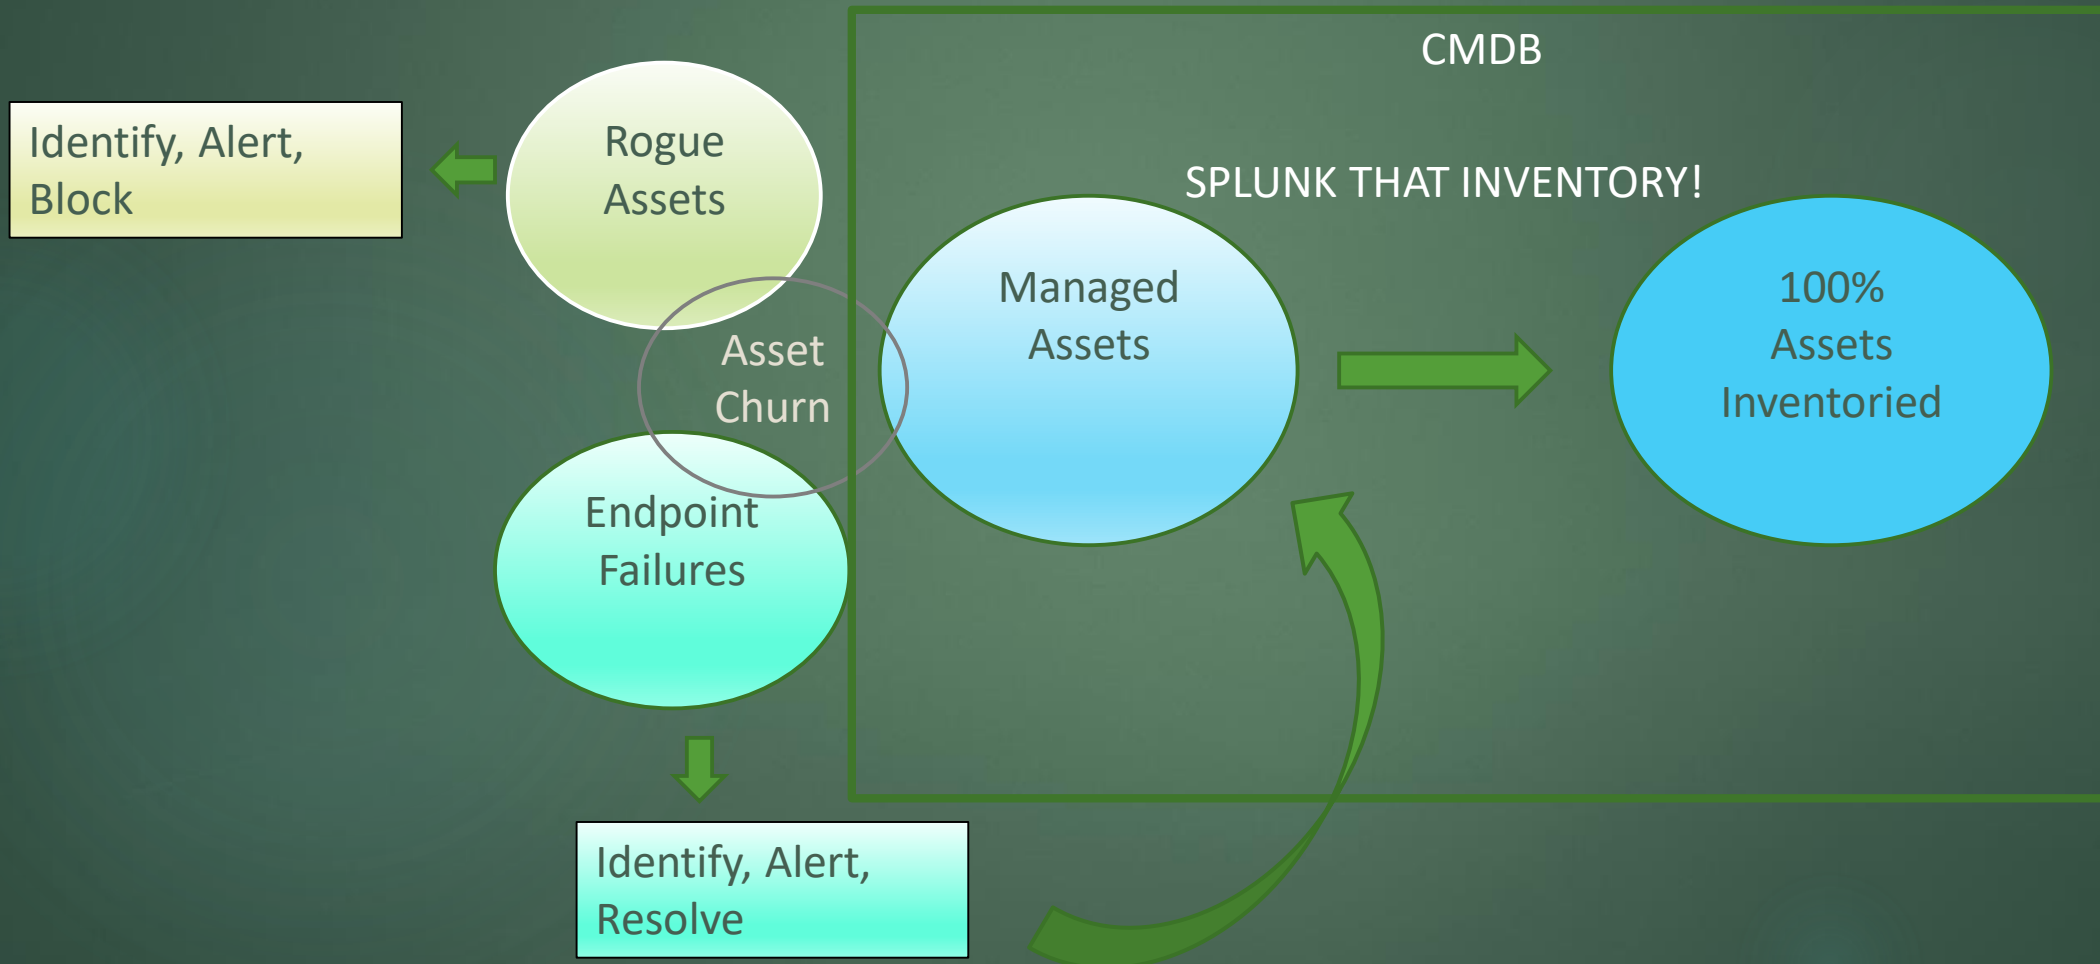 CMDB
SPLUNK THAT INVENTORY!
Identify, Alert,
Block
Rogue
Assets
Asset
Churn
Managed
Assets
100%
Assets
Inventoried
Endpoint
Failures
Identify, Alert,
Resolve